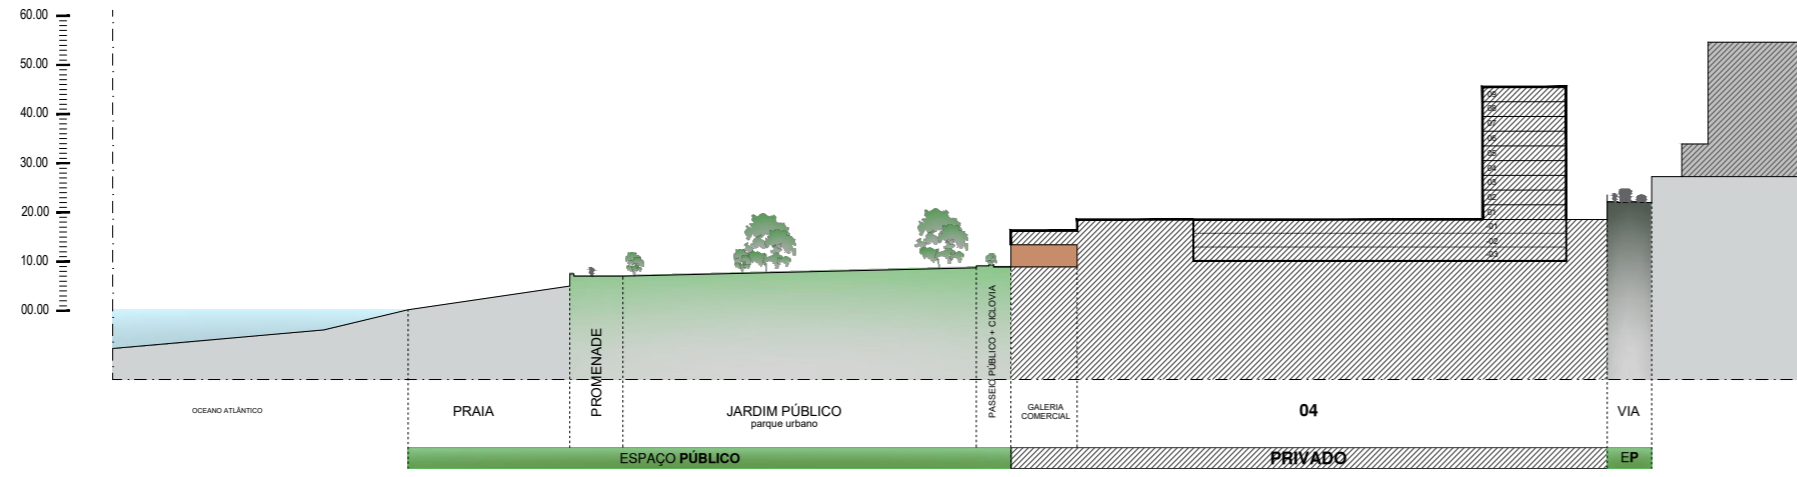 60.00
50.00
40.00
30.00
20.00
10.00
00.00
09
08
07
06
05
04
03
02
01
-01
-02
-03
OCEANO ATLÂNTICO
PRAIA
PROMENADE
JARDIM PÚBLICO
parque urbano
PASSEIO PÚBLICO + CICLOVIA
GALERIA
COMERCIAL
04
VIA
ESPAÇO PÚBLICO
PRIVADO
EP